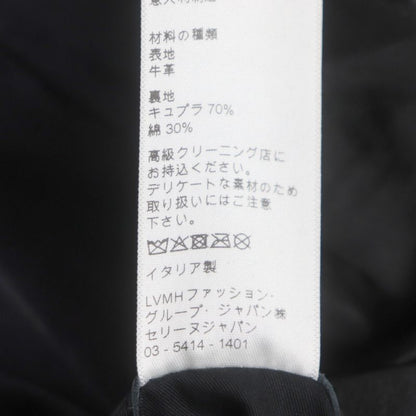 材料の種類
表地
牛革
裏地
キュプラ 70%
綿 30%
高級クリーニング店に
お持込ください。
デリケートな素材のため
取り扱いにはご注意
下さい。
イタリア製
LVMHファッション・
グループ・ジャパン㈱
セリーヌジャパン
03 - 5414 - 1401